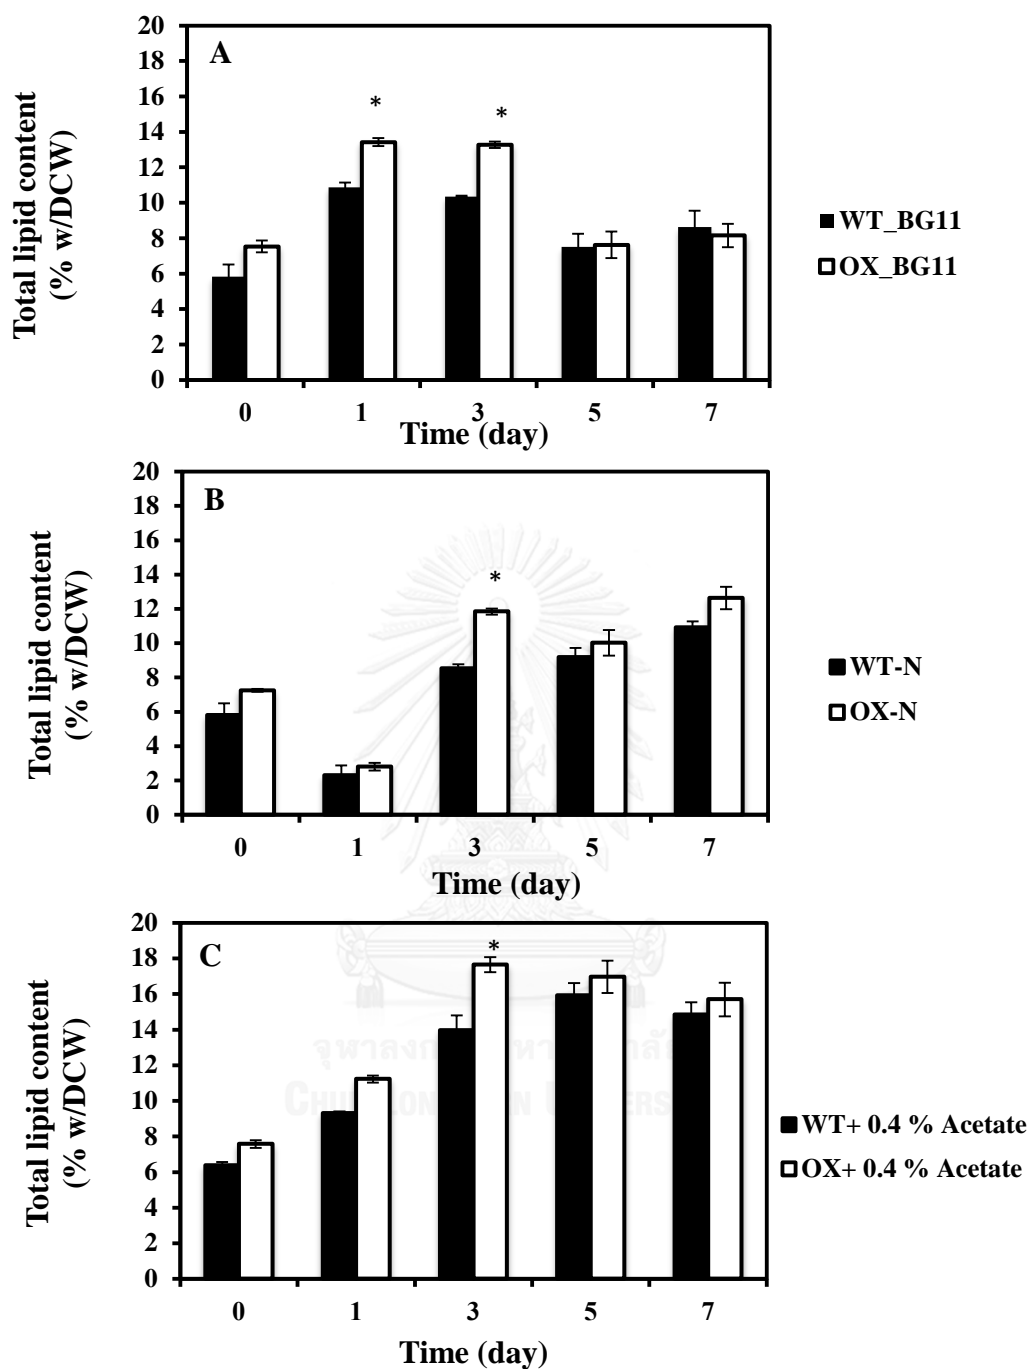 A
Total lipid content
(% w/DCW)
20
18
16
14
12
10
8
6
4
2
0
*
*
0 1 3 5 7
Time (day)
WT_BG11
OX_BG11
B
Total lipid content
(% w/DCW)
20
18
16
14
12
10
8
6
4
2
0
*
0 1 3 5 7
Time (day)
WT-N
OX-N
C
Total lipid content
(% w/DCW)
20
18
16
14
12
10
8
6
4
2
0
*
0 1 3 5 7
Time (day)
WT+ 0.4 % Acetate
OX+ 0.4 % Acetate